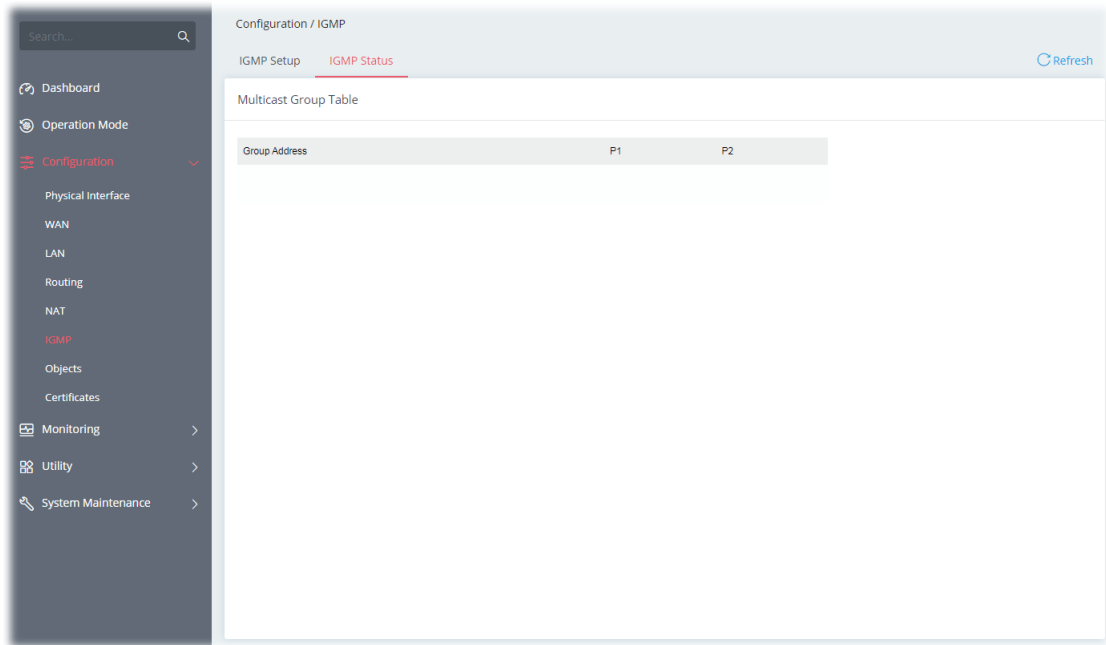 Search...
Dashboard
Operation Mode
Configuration
Physical Interface
WAN
LAN
Routing
NAT
IGMP
Objects
Certificates
Monitoring
Utility
System Maintenance
Configuration / IGMP
IGMP Setup IGMP Status Refresh
Multicast Group Table
Group Address P1 P2